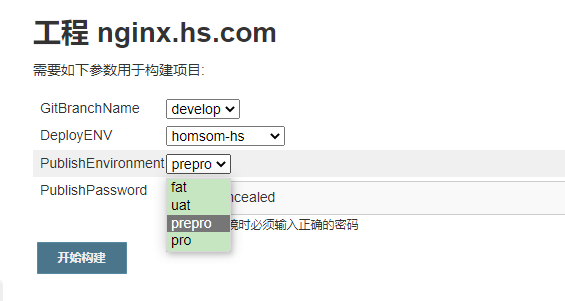 工程 nginx.hs.com
需要如下参数用于构建项目:
GitBranchName develop
DeployENV homsom-hs
PublishEnvironment prepro
fat
PublishPassword ncealed
uat
prepro 境时必须输入正确的密码
pro
开始构建